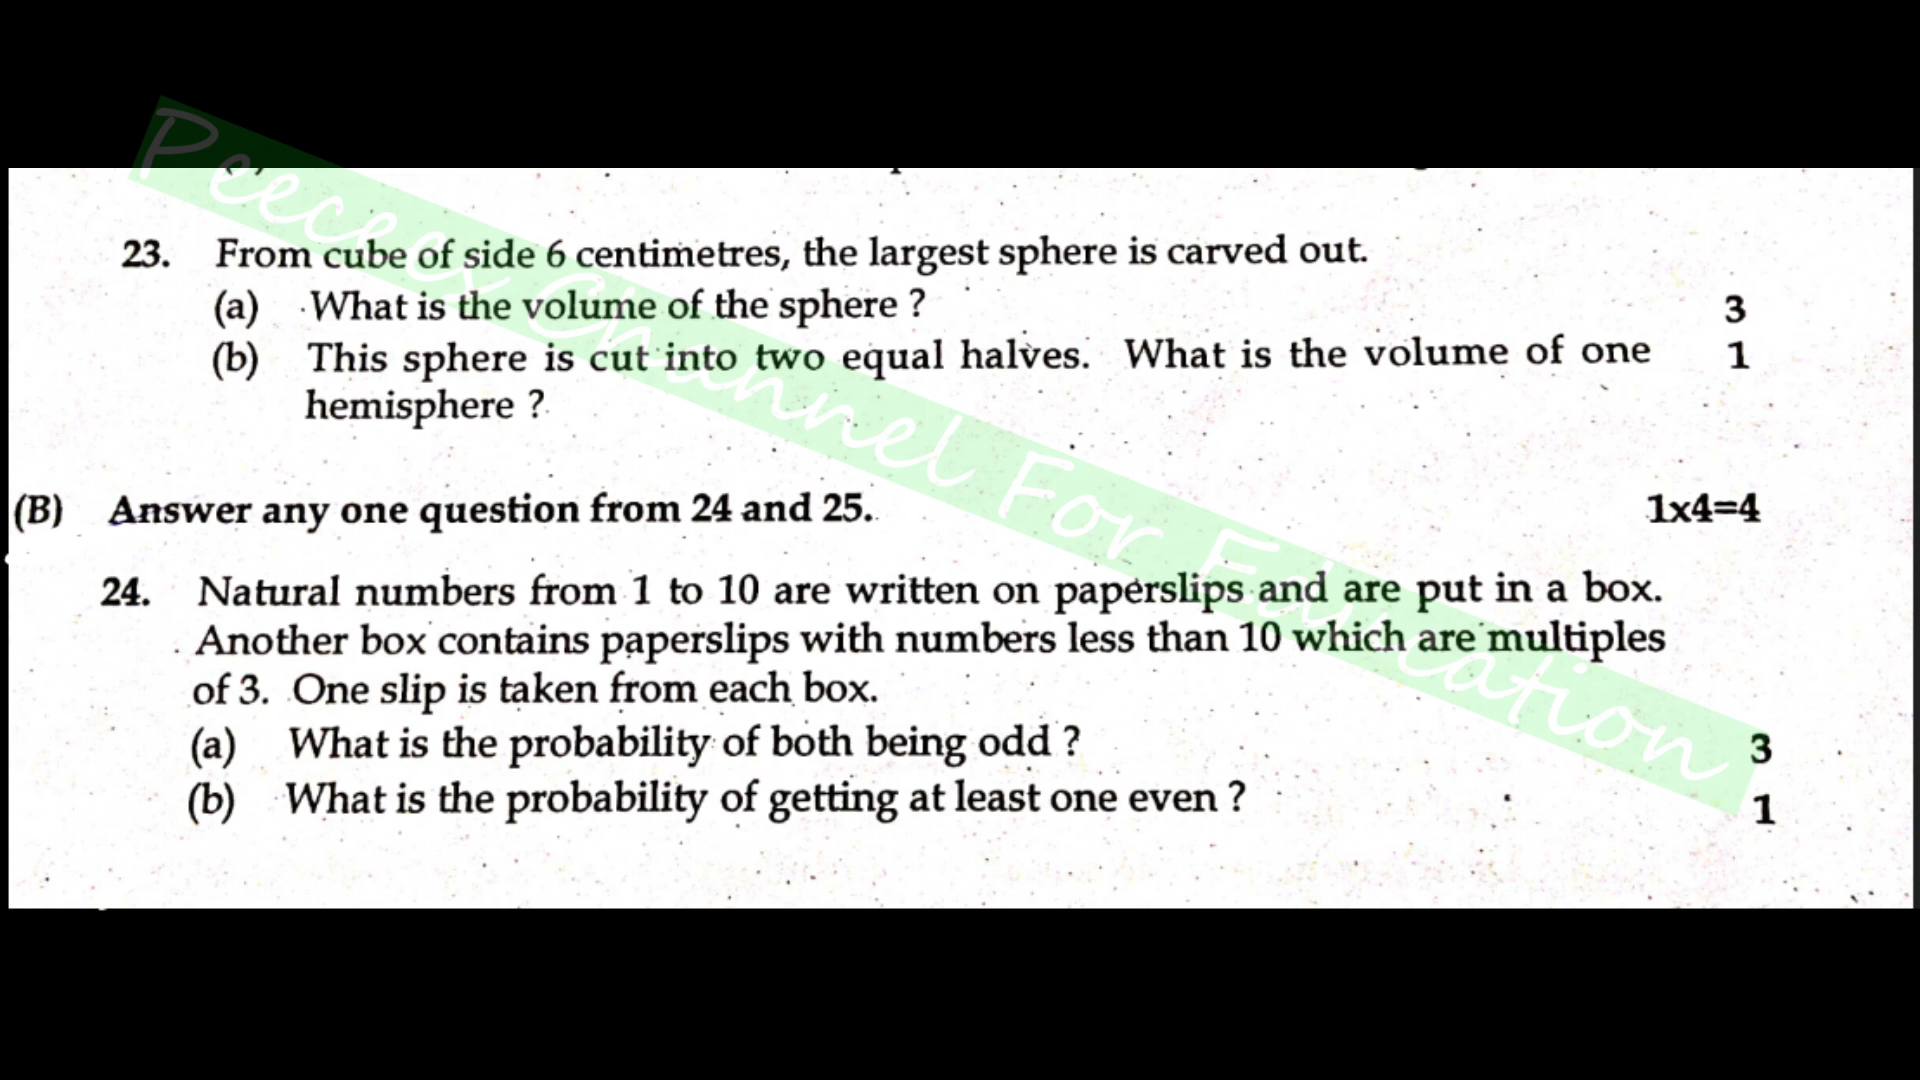 Peecex Channel For Education
23. From cube of side 6 centimetres, the largest sphere is carved out.
(a) What is the volume of the sphere ? 3
(b) This sphere is cut into two equal halves. What is the volume of one 1
hemisphere ?
(B) Answer any one question from 24 and 25. 1x4=4
24. Natural numbers from 1 to 10 are written on paperslips and are put in a box.
Another box contains paperslips with numbers less than 10 which are multiples
of 3. One slip is taken from each box.
(a) What is the probability of both being odd ? 3
(b) What is the probability of getting at least one even ? 1